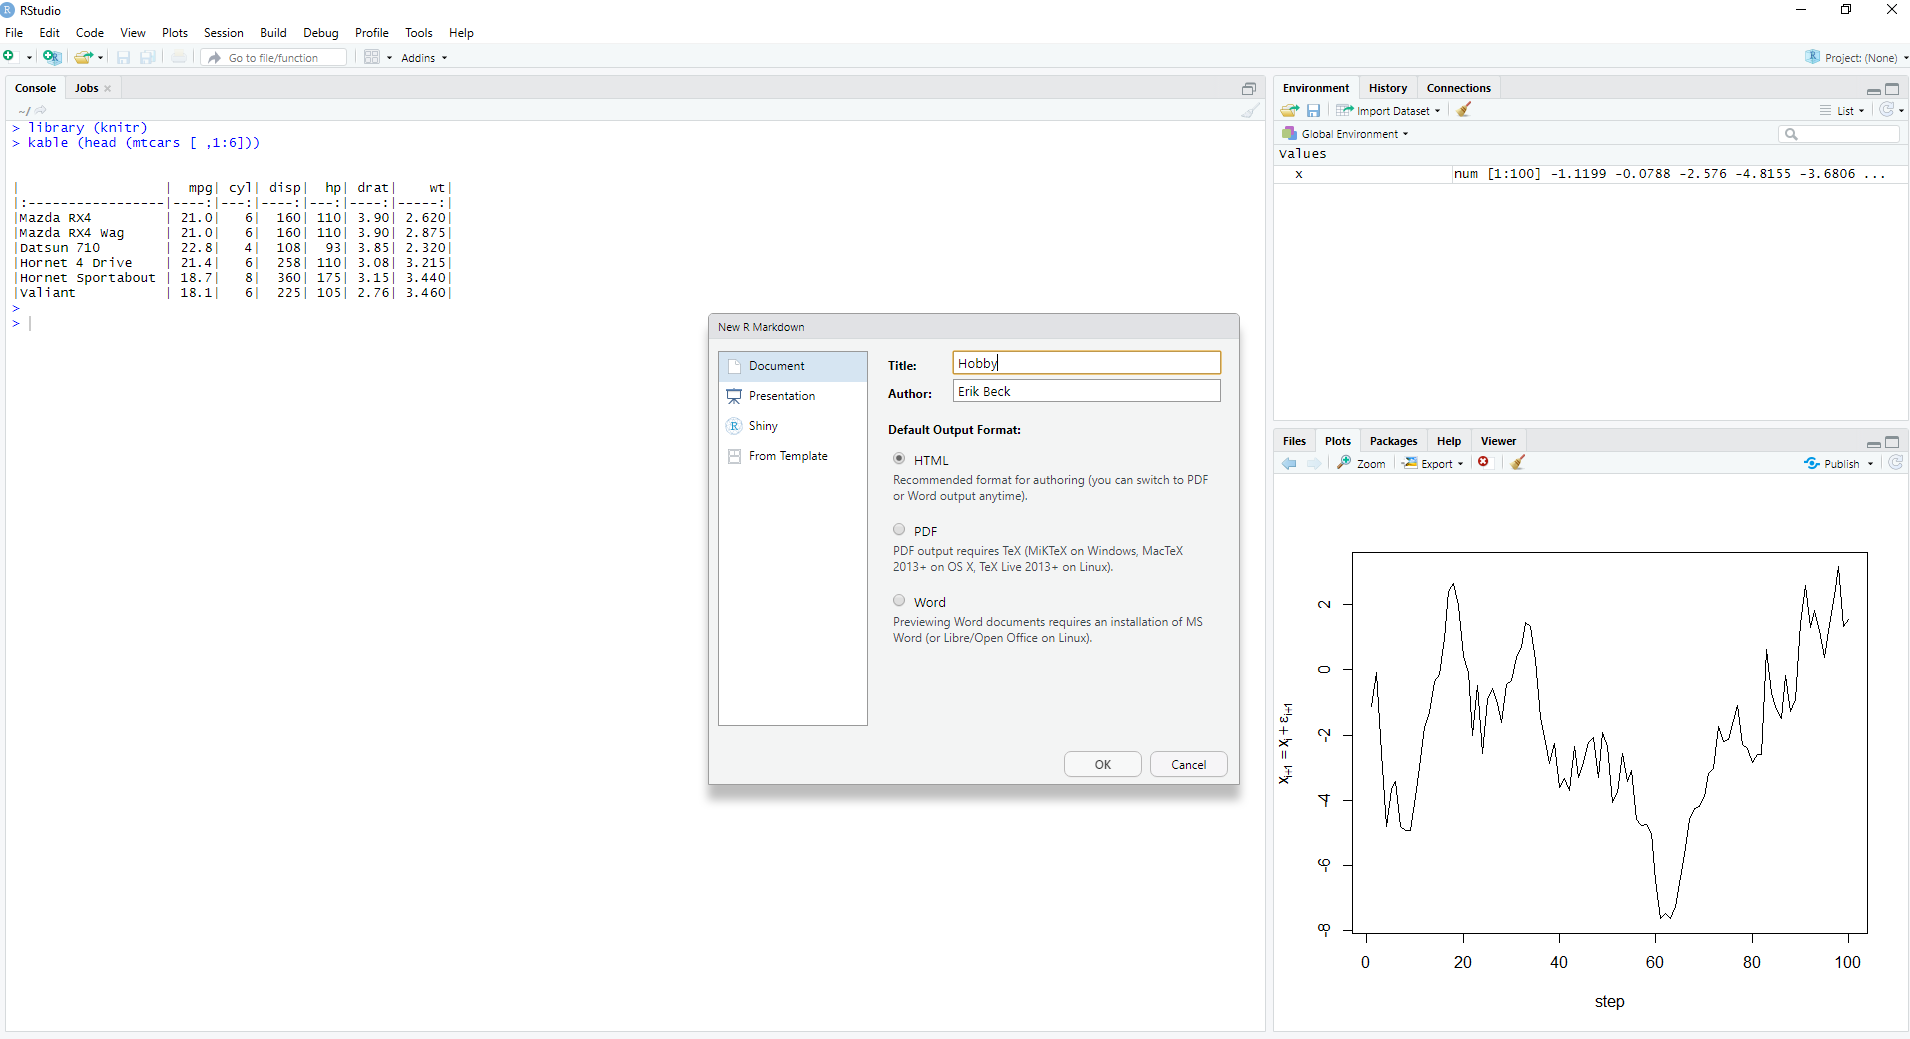 RStudio
File Edit Code View Plots Session Build Debug Profile Tools Help
Go to file/function Addins Project: (None)
Console Jobs
~/
> library (knitr)
> kable (head (mtcars [ ,1:6]))
|                  |  mpg| cyl| disp|  hp| drat|    wt|
|:-----------------|----:|---:|----:|---:|----:|-----:|
|Mazda RX4         | 21.0|   6|  160| 110| 3.90| 2.620|
|Mazda RX4 Wag     | 21.0|   6|  160| 110| 3.90| 2.875|
|Datsun 710        | 22.8|   4|  108|  93| 3.85| 2.320|
|Hornet 4 Drive    | 21.4|   6|  258| 110| 3.08| 3.215|
|Hornet Sportabout | 18.7|   8|  360| 175| 3.15| 3.440|
|Valiant           | 18.1|   6|  225| 105| 2.76| 3.460|
>
>
New R Markdown
Document
Presentation
Shiny
From Template
Title: Hobby
Author: Erik Beck
Default Output Format:
HTML
Recommended format for authoring (you can switch to PDF
or Word output anytime).
PDF
PDF output requires TeX (MiKTeX on Windows, MacTeX
2013+ on OS X, TeX Live 2013+ on Linux).
Word
Previewing Word documents requires an installation of MS
Word (or Libre/Open Office on Linux).
OK Cancel
Environment History Connections
Import Dataset List
Global Environment
Values
x num [1:100] -1.1199 -0.0788 -2.576 -4.8155 -3.6806 ...
Files Plots Packages Help Viewer
Zoom Export Publish
2
0
-2
-4
-6
-8
x i+1 = x i + ε i+1
0 20 40 60 80 100
step